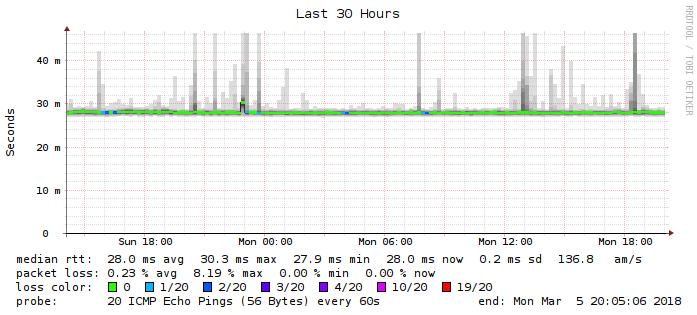 Last 30 Hours
RRDTOOL / TOBI OETIKER
Seconds
40 m
30 m
20 m
10 m
0
Sun 18:00 Mon 00:00 Mon 06:00 Mon 12:00 Mon 18:00
median rtt: 28.0 ms avg 30.3 ms max 27.9 ms min 28.0 ms now 0.2 ms sd 136.8 am/s
packet loss: 0.23 % avg 8.19 % max 0.00 % min 0.00 % now
loss color: 0 1/20 2/20 3/20 4/20 10/20 19/20
probe: 20 ICMP Echo Pings (56 Bytes) every 60s end: Mon Mar 5 20:05:06 2018